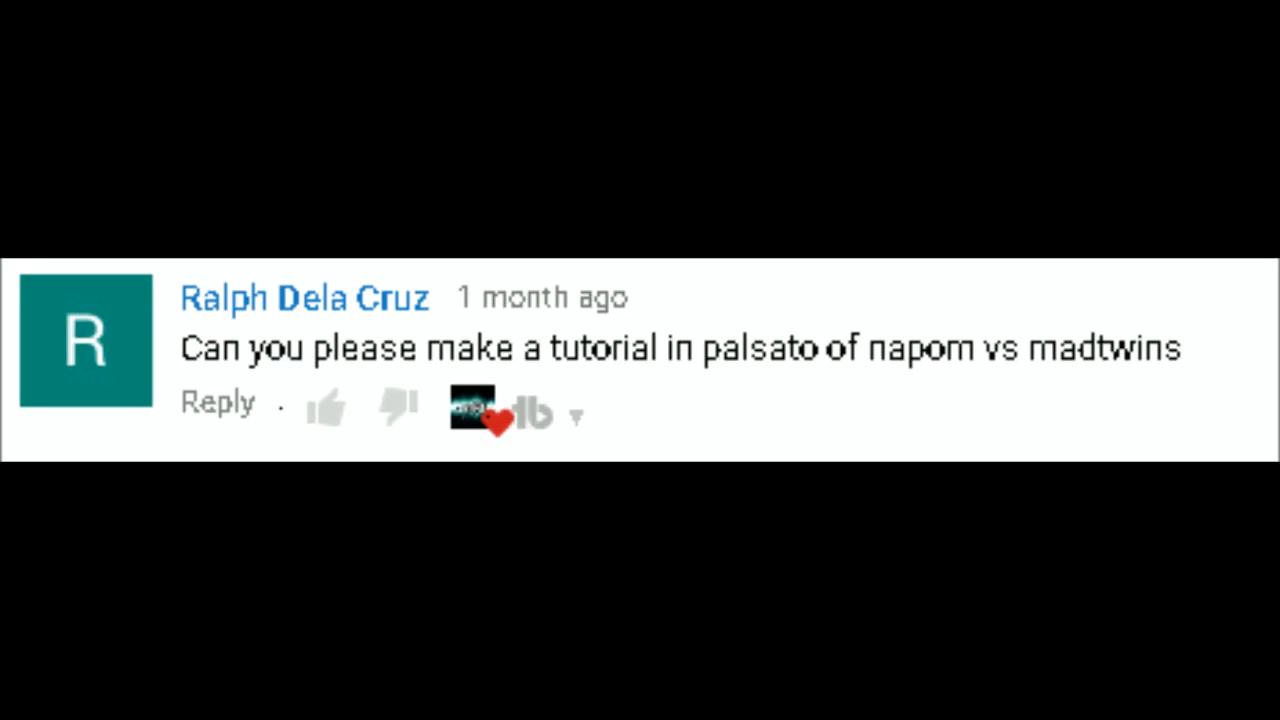 R
Ralph Dela Cruz 1 month ago
Can you please make a tutorial in palsato of napom vs madtwins
Reply ·